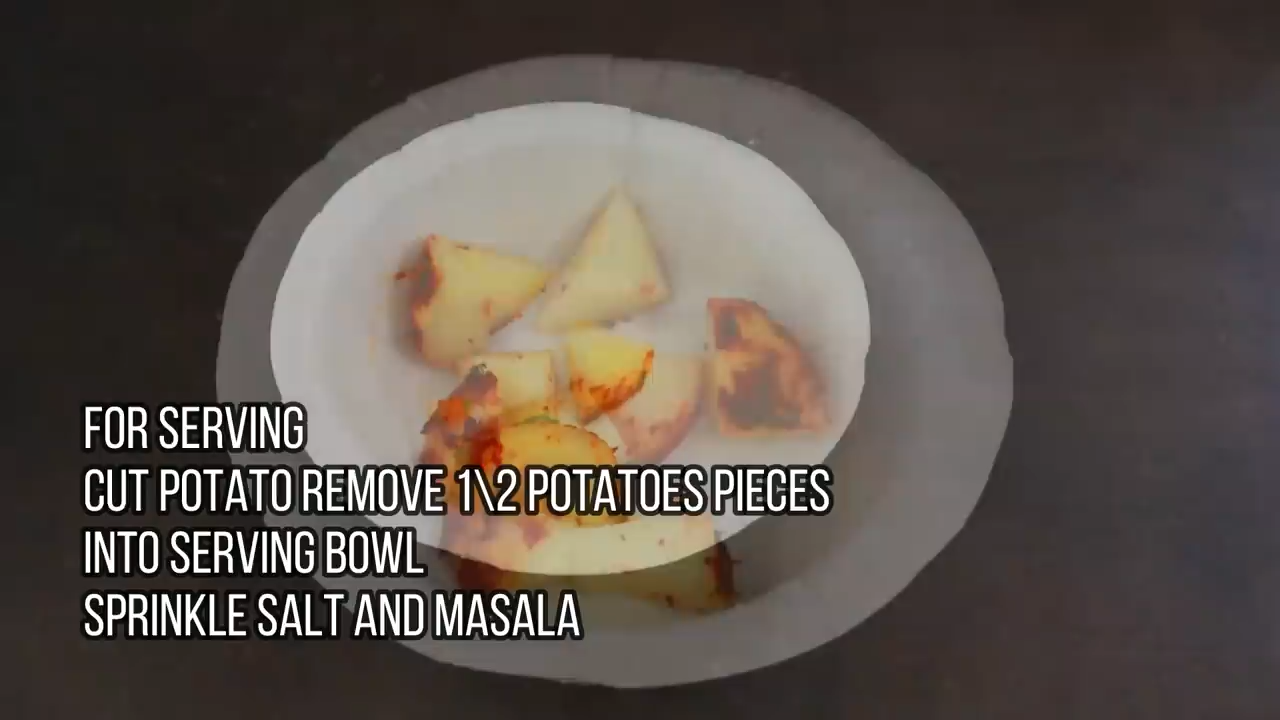 FOR SERVING
CUT POTATO REMOVE 1\2 POTATOES PIECES
INTO SERVING BOWL
SPRINKLE SALT AND MASALA